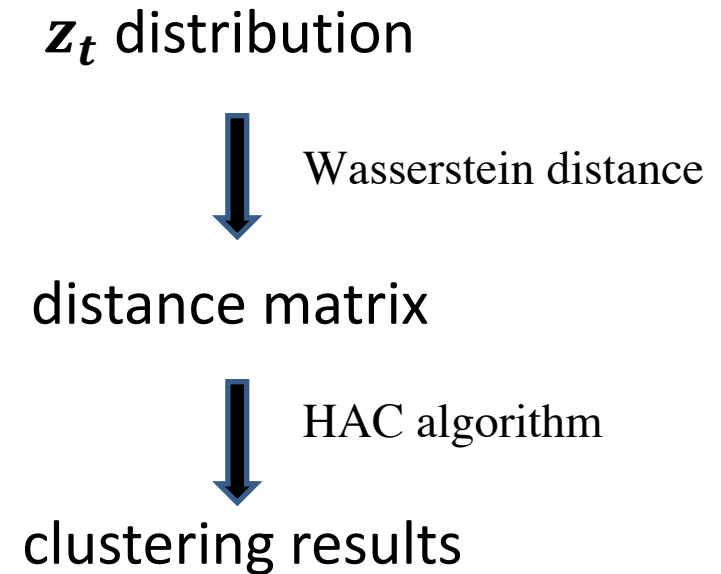 z_t distribution
Wasserstein distance
distance matrix
HAC algorithm
clustering results